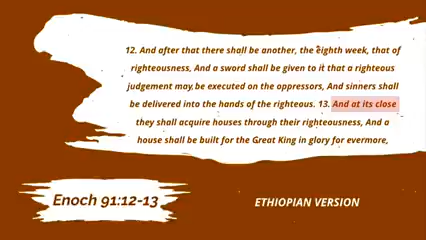 12. And after that there shall be another, the eighth week, that of
righteousness, And a sword shall be given to it that a righteous
judgement may be executed on the oppressors, And sinners shall
be delivered into the hands of the righteous. 13. And at its close
they shall acquire houses through their righteousness, And a
house shall be built for the Great King in glory for evermore,
Enoch 91:12-13
ETHIOPIAN VERSION